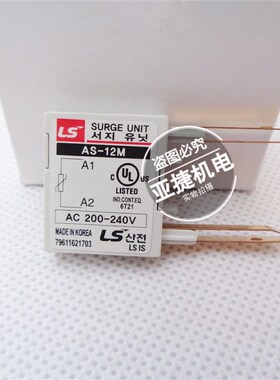 LS
SURGE UNIT
서지 유닛
AS-12M
A1
A2
C UL US
LISTED
IND.CONT.EQ.
6T21
AC 200-240V
MADE IN KOREA
79611621703
LS 산전
LS IS
盗图必究
亚捷机电
实物拍摄